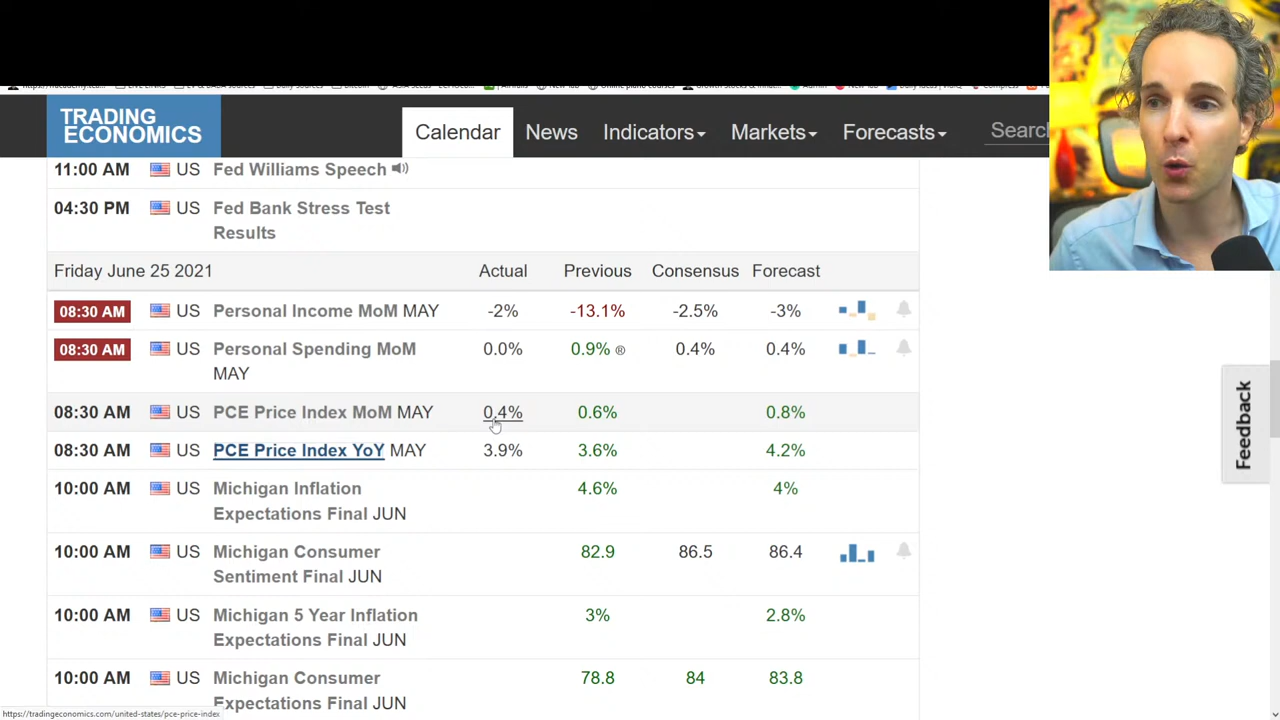 TRADING
ECONOMICS
Calendar
News
Indicators
Markets
Forecasts
Search
11:00 AM US Fed Williams Speech
04:30 PM US Fed Bank Stress Test
Results
Friday June 25 2021 Actual Previous Consensus Forecast
08:30 AM US Personal Income MoM MAY -2% -13.1% -2.5% -3%
08:30 AM US Personal Spending MoM 0.0% 0.9% ® 0.4% 0.4%
MAY
08:30 AM US PCE Price Index MoM MAY 0.4% 0.6% 0.8%
08:30 AM US PCE Price Index YoY MAY 3.9% 3.6% 4.2%
10:00 AM US Michigan Inflation 4.6% 4%
Expectations Final JUN
10:00 AM US Michigan Consumer 82.9 86.5 86.4
Sentiment Final JUN
10:00 AM US Michigan 5 Year Inflation 3% 2.8%
Expectations Final JUN
10:00 AM US Michigan Consumer 78.8 84 83.8
Expectations Final JUN
Feedback
https://tradingeconomics.com/united-states/pce-price-index